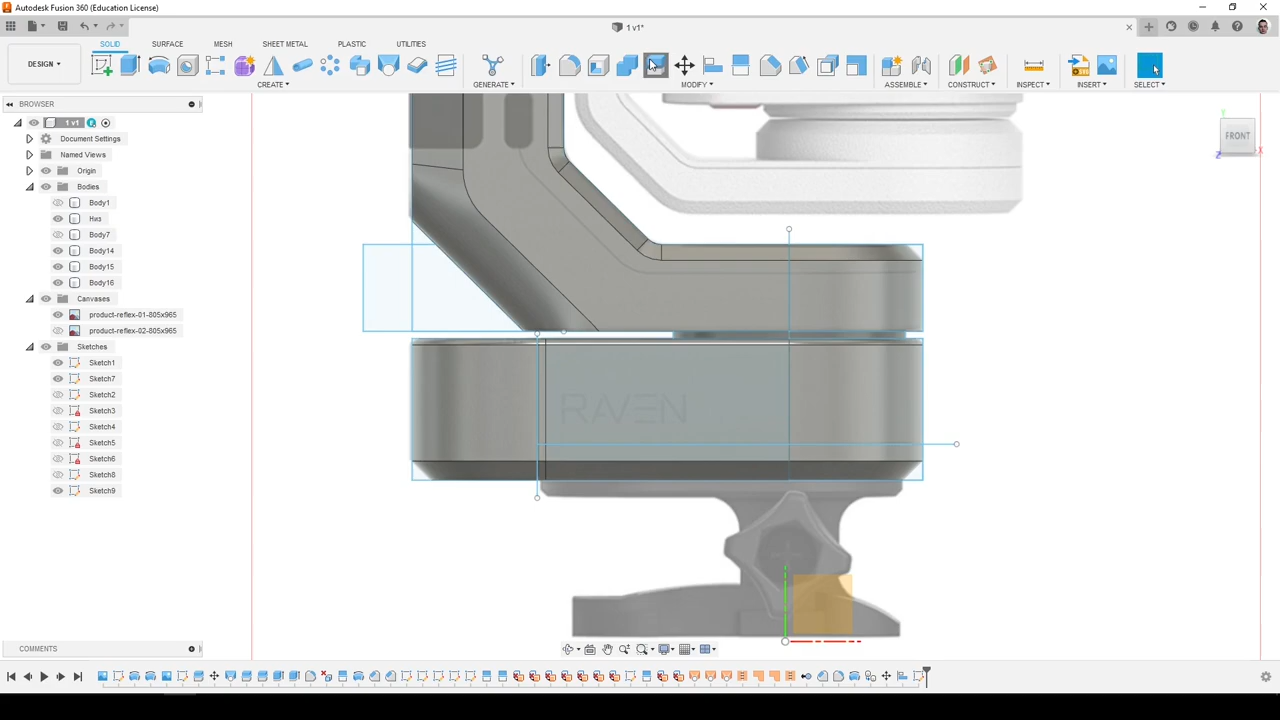 Autodesk Fusion 360 (Education License)
1 v1*
DESIGN
SOLID SURFACE MESH SHEET METAL PLASTIC UTILITIES
CREATE GENERATE MODIFY ASSEMBLE CONSTRUCT INSPECT INSERT SELECT
BROWSER
1 v1
Document Settings
Named Views
Origin
Bodies
Body1
Низ
Body7
Body14
Body15
Body16
Canvases
product-reflex-01-805x965
product-reflex-02-805x965
Sketches
Sketch1
Sketch7
Sketch2
Sketch3
Sketch4
Sketch5
Sketch6
Sketch8
Sketch9
RAVEN
FRONT
Y
X
Z
COMMENTS